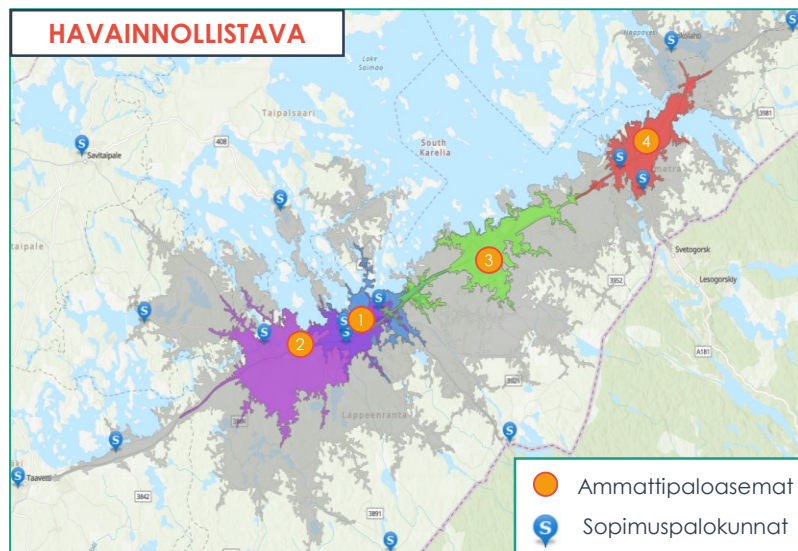 HAVAINNOLLISTAVA
Lake
Saimaa
Taipalsaari
408
Savitaipale
South
Karelia
3981
4
Svetogorsk
Lesogorskiy
3952
3
A181
1
2
Lappeenranta
3921
Taavetti
3842
3891
Ammattipaloasemat
Sopimuspalokunnat